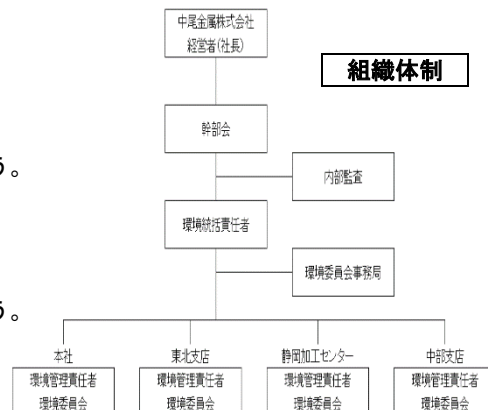 中尾金属株式会社
経営者(社長)
組織体制
幹部会
う。
内部監査
環境統括責任者
環境委員会事務局
う。
本社
東北支店
静岡加工センター
中部支店
環境管理責任者
環境管理責任者
環境管理責任者
環境管理責任者
環境委員会
環境委員会
環境委員会
環境委員会